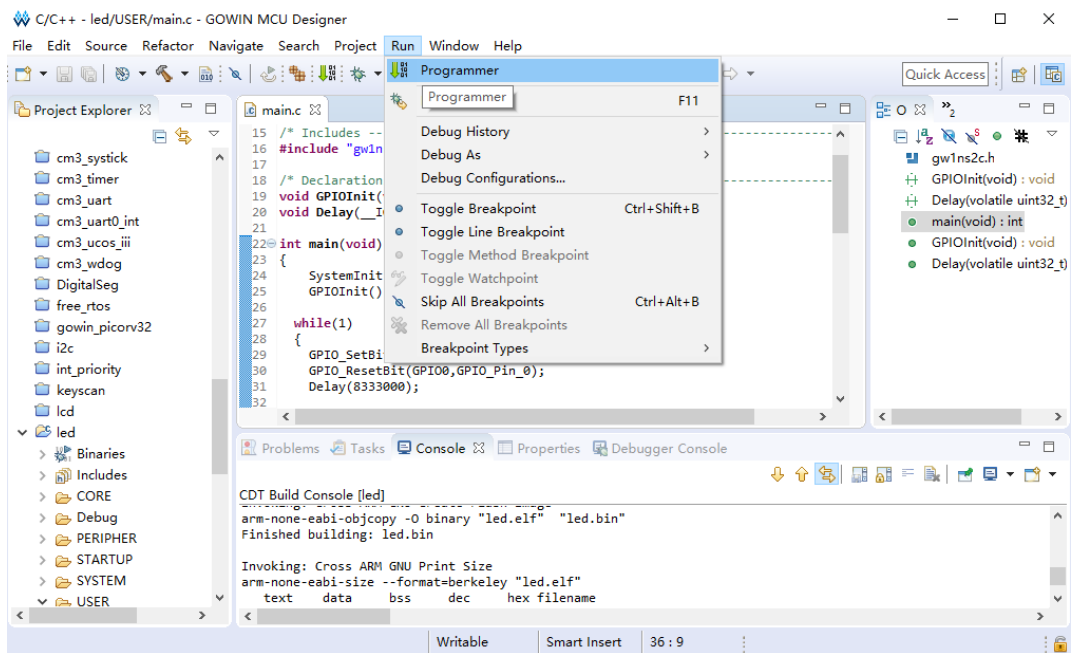 C/C++ - led/USER/main.c - GOWIN MCU Designer
File Edit Source Refactor Navigate Search Project Run Window Help
Quick Access
Programmer
Programmer
F11
Debug History
Debug As
Debug Configurations...
Toggle Breakpoint Ctrl+Shift+B
Toggle Line Breakpoint
Toggle Method Breakpoint
Toggle Watchpoint
Skip All Breakpoints Ctrl+Alt+B
Remove All Breakpoints
Breakpoint Types
Project Explorer
cm3_systick
cm3_timer
cm3_uart
cm3_uart0_int
cm3_ucos_iii
cm3_wdog
DigitalSeg
free_rtos
gowin_picorv32
i2c
int_priority
keyscan
lcd
led
Binaries
Includes
CORE
Debug
PERIPHER
STARTUP
SYSTEM
USER
main.c
15 /* Includes --
16 #include "gw1n
17
18 /* Declaration
19 void GPIOInit(
20 void Delay(__I
21
22 int main(void)
23 {
24 SystemInit
25 GPIOInit()
26
27 while(1)
28 {
29 GPIO_SetBi
30 GPIO_ResetBit(GPIO0,GPIO_Pin_0);
31 Delay(8333000);
32
O 2
gw1ns2c.h
GPIOInit(void) : void
Delay(volatile uint32_t)
main(void) : int
GPIOInit(void) : void
Delay(volatile uint32_t)
Problems Tasks Console Properties Debugger Console
CDT Build Console [led]
arm-none-eabi-objcopy -O binary "led.elf" "led.bin"
Finished building: led.bin
Invoking: Cross ARM GNU Print Size
arm-none-eabi-size --format=berkeley "led.elf"
text data bss dec hex filename
Writable Smart Insert 36 : 9